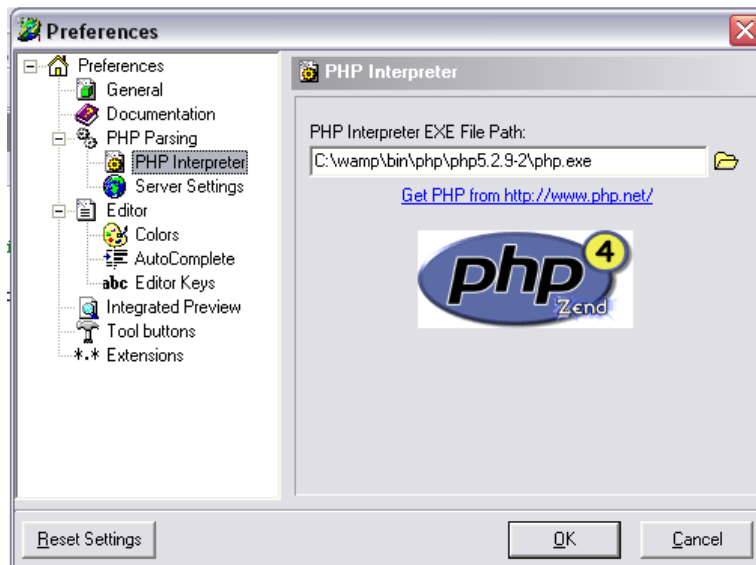 Preferences
Preferences
General
Documentation
PHP Parsing
PHP Interpreter
Server Settings
Editor
Colors
AutoComplete
abc Editor Keys
Integrated Preview
Tool buttons
*.* Extensions
PHP Interpreter
PHP Interpreter EXE File Path:
C:\wamp\bin\php\php5.2.9-2\php.exe
Get PHP from http://www.php.net/
php 4
Zend
Reset Settings
OK
Cancel